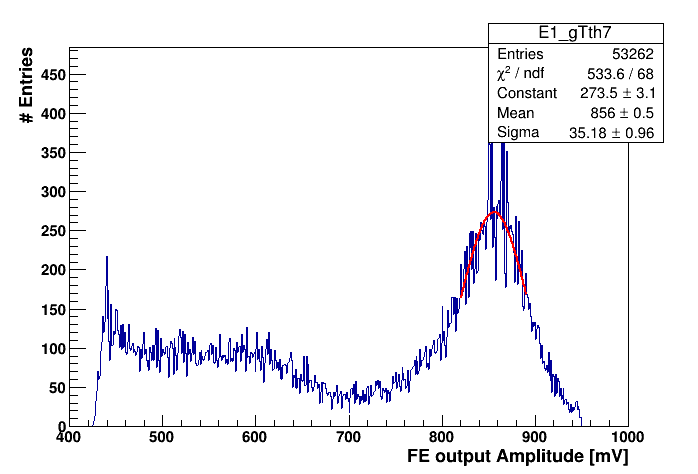 E1_gTth7
Entries 53262
χ² / ndf 533.6 / 68
Constant 273.5 ± 3.1
Mean 856 ± 0.5
Sigma 35.18 ± 0.96
# Entries
450
400
350
300
250
200
150
100
50
0
400 500 600 700 800 900 1000
FE output Amplitude [mV]